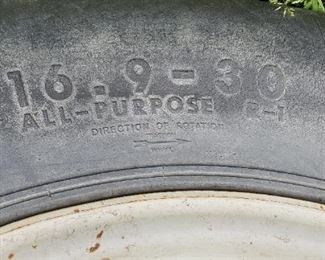 16.9-30
ALL-PURPOSE R-1
DIRECTION OF ROTATION